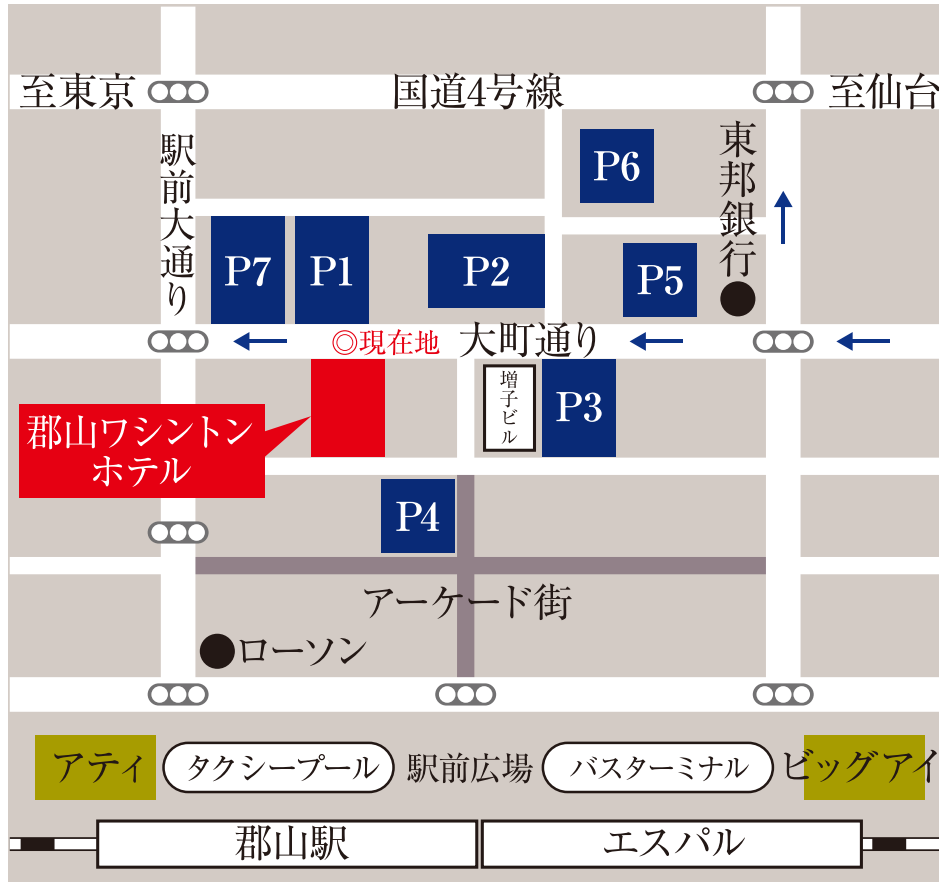 至東京
国道4号線
至仙台
駅前大通り
東邦銀行
P6
P7
P1
P2
P5
◎現在地
大町通り
増子ビル
P3
郡山ワシントン
ホテル
P4
アーケード街
ローソン
アティ
タクシープール
駅前広場
バスターミナル
ビッグアイ
郡山駅
エスパル